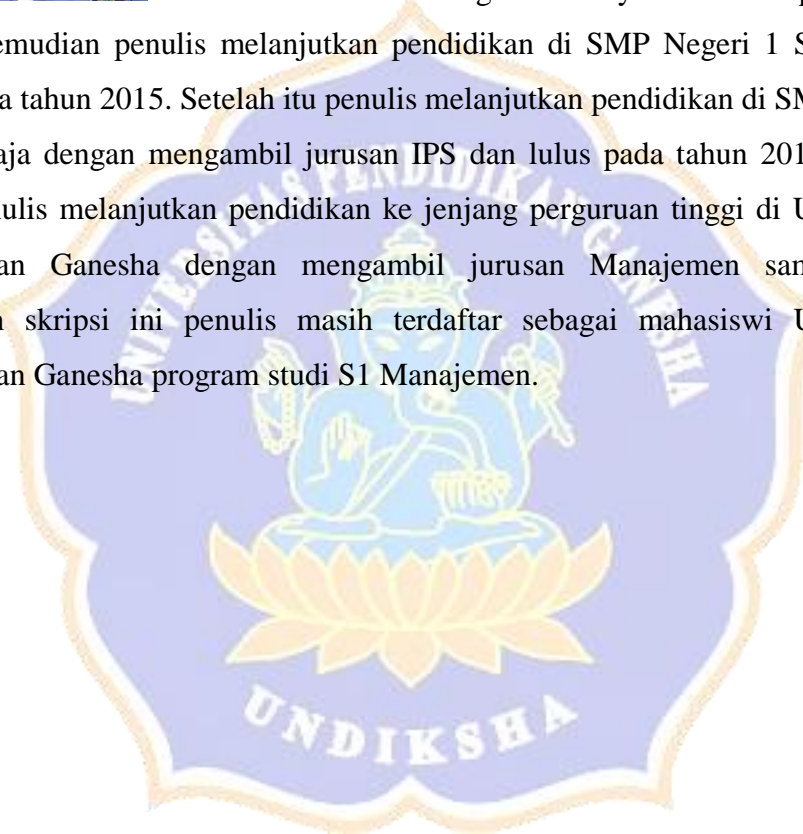 emudian penulis melanjutkan pendidikan di SMP Negeri 1 S
a tahun 2015. Setelah itu penulis melanjutkan pendidikan di SM
aja dengan mengambil jurusan IPS dan lulus pada tahun 201
ulis melanjutkan pendidikan ke jenjang perguruan tinggi di U
an Ganesha dengan mengambil jurusan Manajemen sam
skripsi ini penulis masih terdaftar sebagai mahasiswi U
an Ganesha program studi S1 Manajemen.
UNIVERSITAS PENDIDIKAN GANESHA
UNDIKSHA